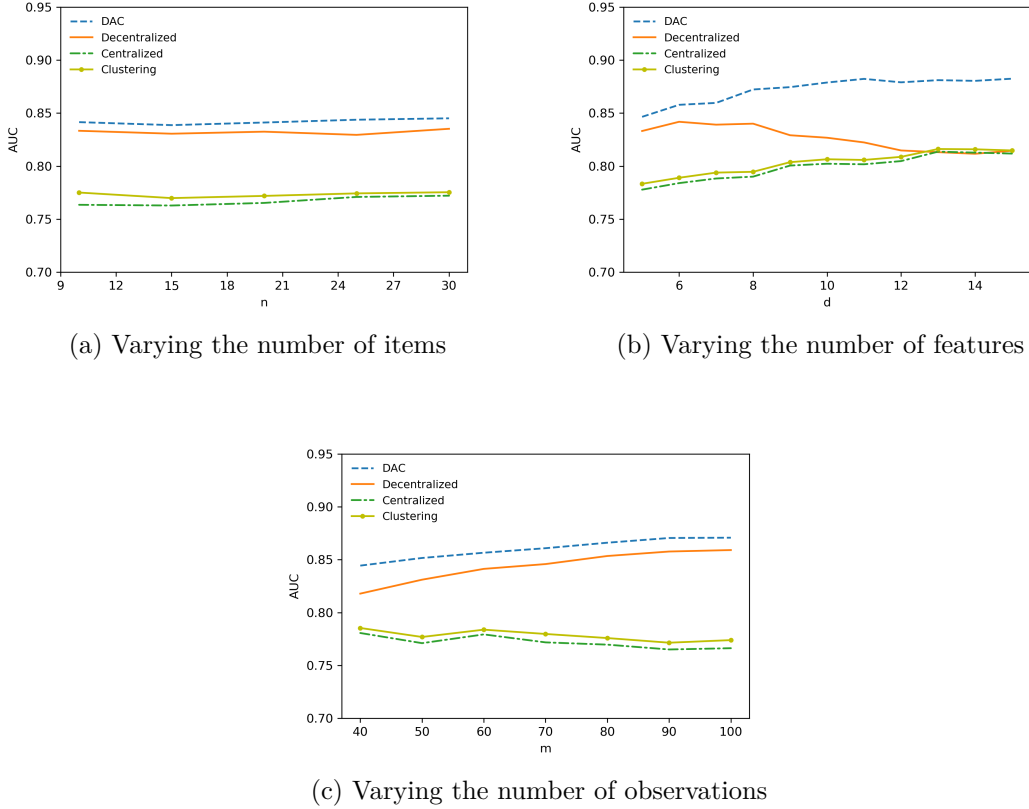 0.95
0.90
0.85
0.80
0.75
0.70
AUC
DAC
Decentralized
Centralized
Clustering
9 12 15 18 21 24 27 30
n
(a) Varying the number of items
0.95
0.90
0.85
0.80
0.75
0.70
AUC
DAC
Decentralized
Centralized
Clustering
6 8 10 12 14
d
(b) Varying the number of features
0.95
0.90
0.85
0.80
0.75
0.70
AUC
DAC
Decentralized
Centralized
Clustering
40 50 60 70 80 90 100
m
(c) Varying the number of observations